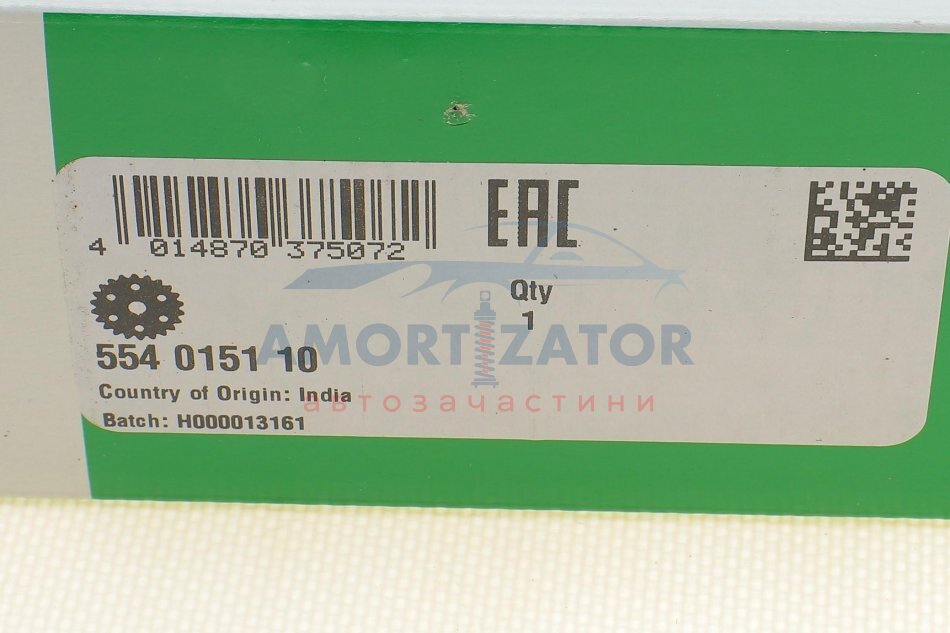 4 014870 375072
EAC
Qty
1
AMORTIZATOR
554 0151 10
Country of Origin: India
автозачастини
Batch: H000013161